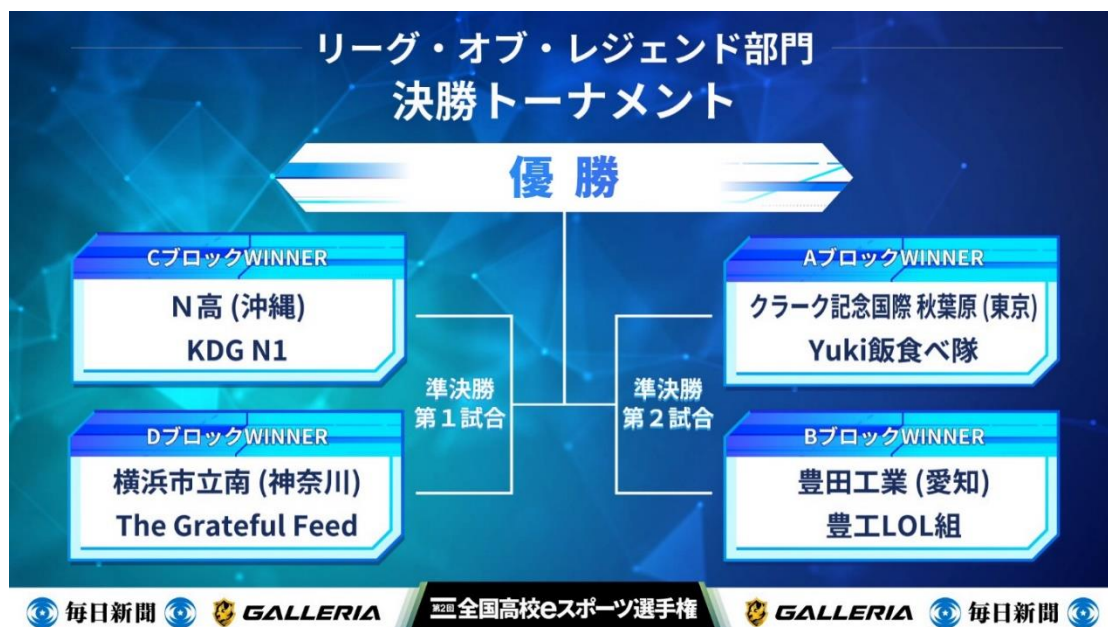 リーグ・オブ・レジェンド部門
決勝トーナメント
優勝
CブロックWINNER
N高 (沖縄)
KDG N1
DブロックWINNER
横浜市立南 (神奈川)
The Grateful Feed
準決勝
第1試合
準決勝
第2試合
AブロックWINNER
クラーク記念国際 秋葉原 (東京)
Yuki飯食べ隊
BブロックWINNER
豊田工業 (愛知)
豊工LOL組
毎日新聞 GALLERIA 第2回 全国高校eスポーツ選手権 GALLERIA 毎日新聞